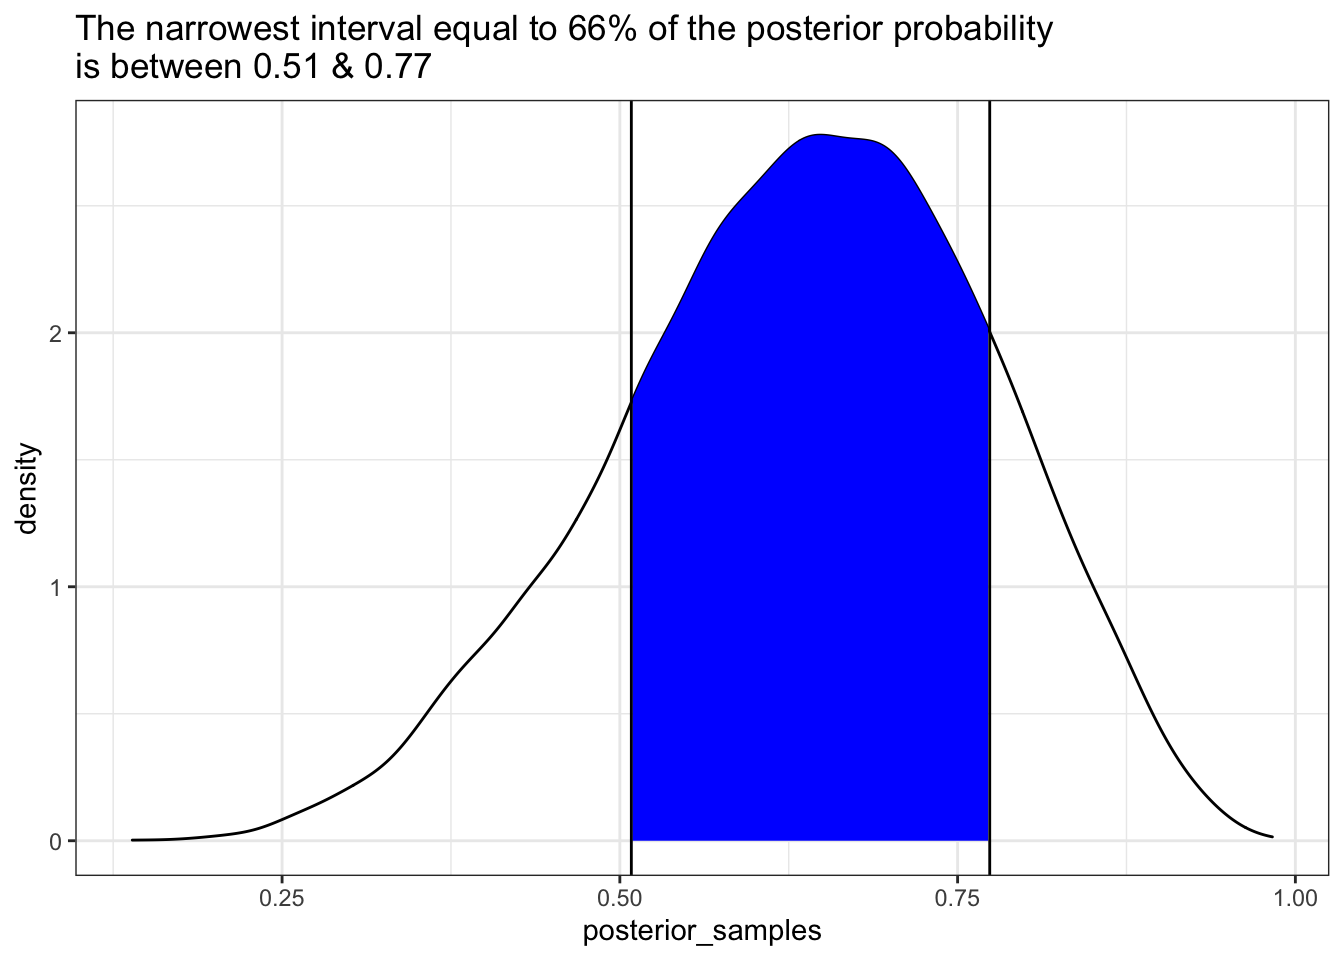 The narrowest interval equal to 66% of the posterior probability
is between 0.51 & 0.77
density
2
1
0
0.25
0.50
0.75
1.00
posterior_samples